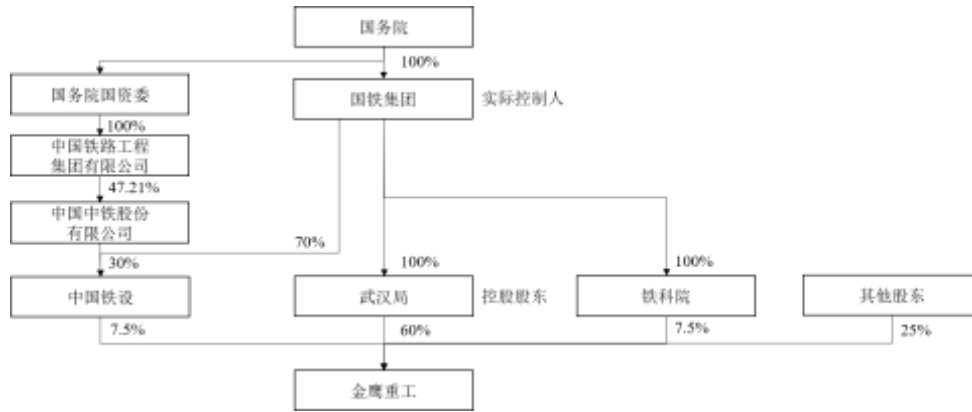 国务院
100%
国务院国资委
国铁集团
实际控制人
100%
中国铁路工程
集团有限公司
47.21%
中国中铁股份
有限公司
70%
30%
100%
100%
中国铁设
武汉局
控股股东
铁科院
其他股东
7.5%
60%
7.5%
25%
金鹰重工